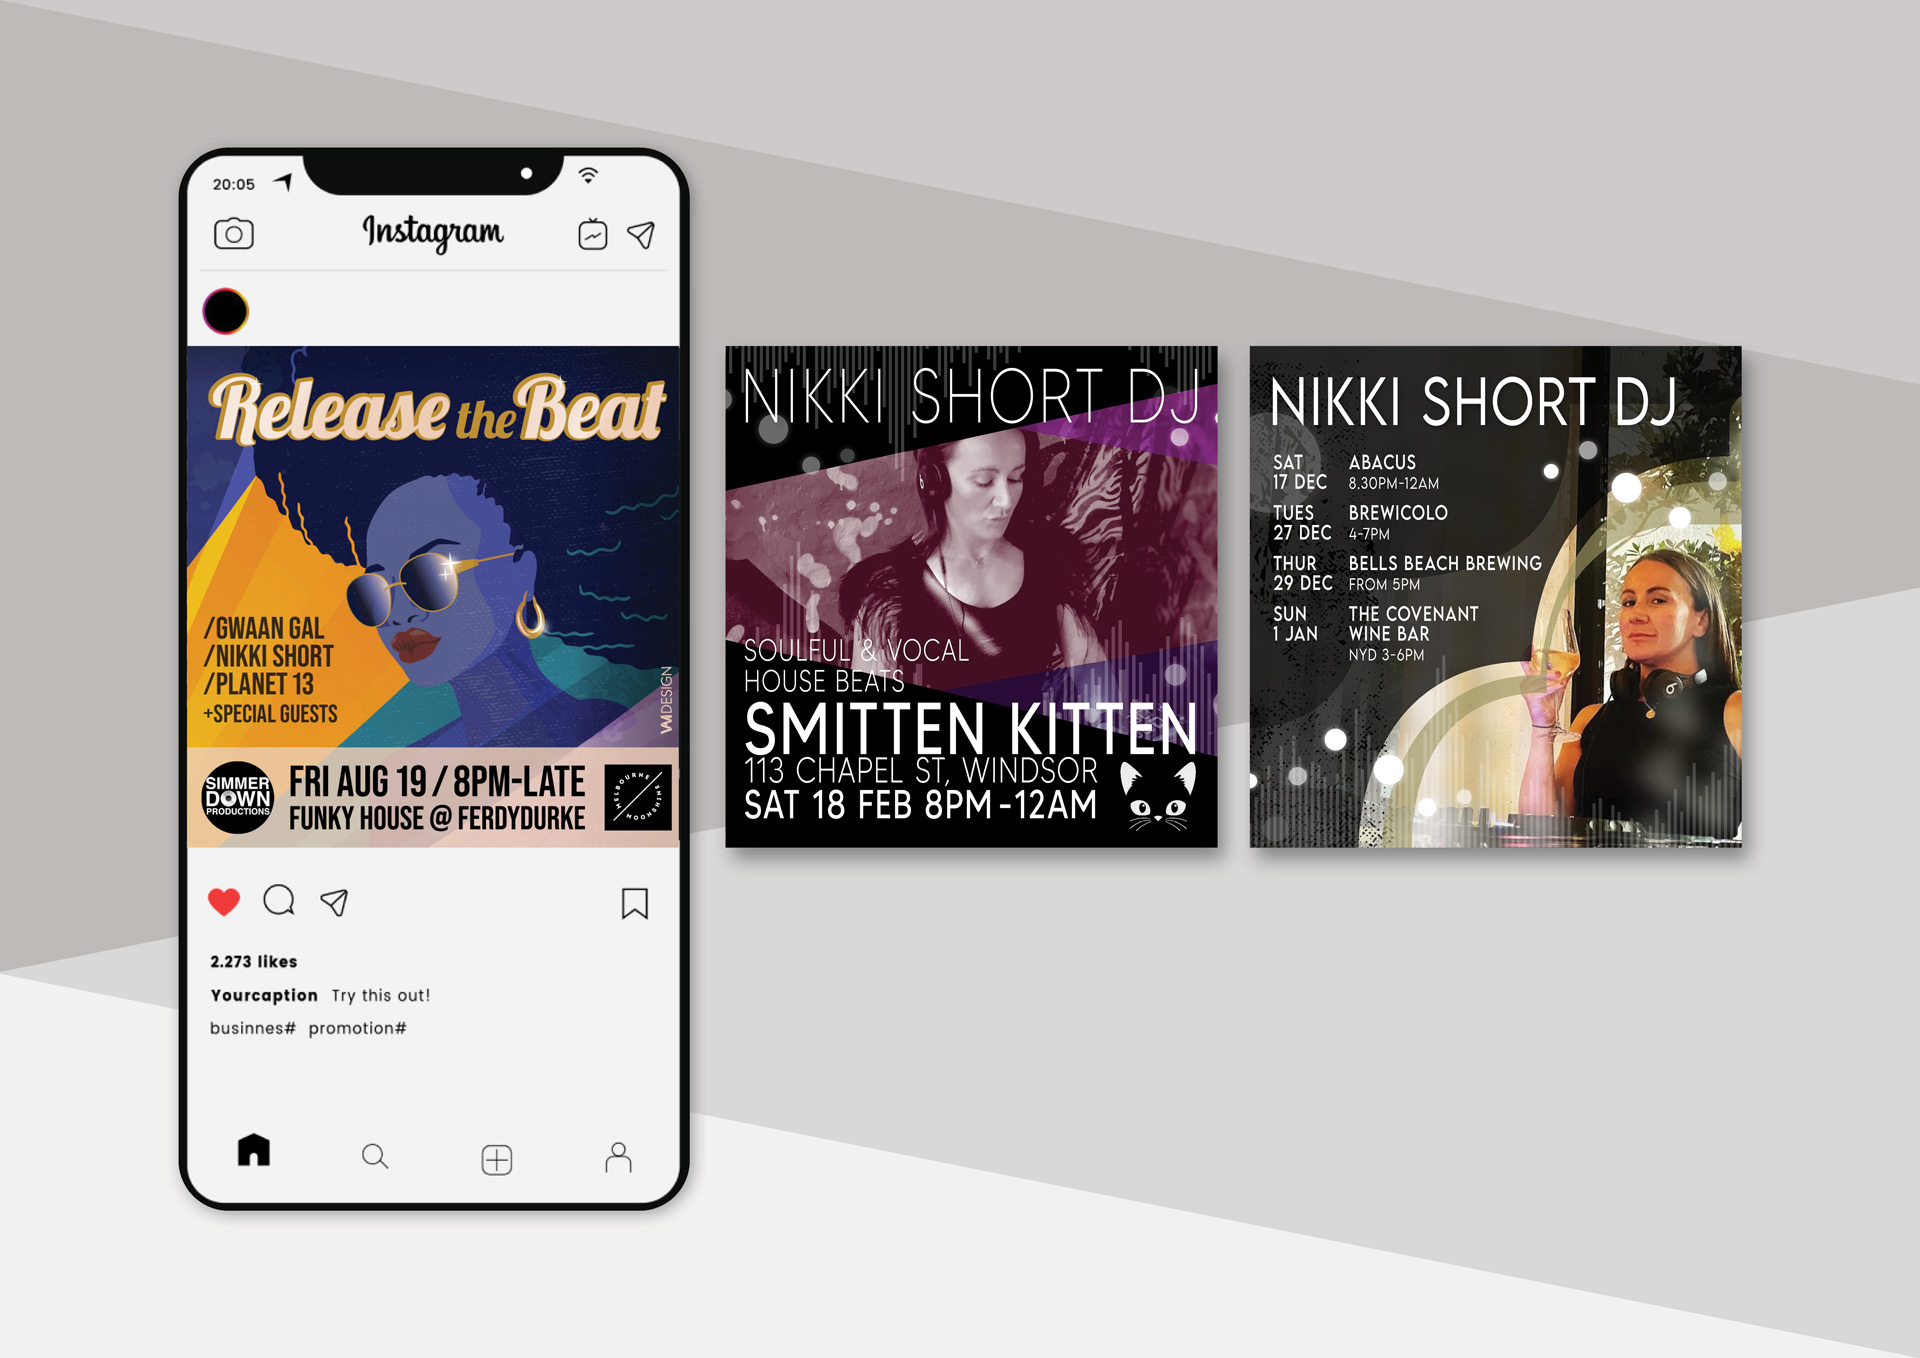 20:05
Instagram
Release the Beat
/GWAAN GAL
/NIKKI SHORT
/PLANET 13
+SPECIAL GUESTS
VAIDESIGN
SIMMER
DOWN
PRODUCTIONS
FRI AUG 19 / 8PM-LATE
FUNKY HOUSE @ FERDYDURKE
MELBOURNE
MOONSHINE
2.273 likes
Yourcaption Try this out!
businnes# promotion#
NIKKI SHORT DJ
SOULFUL & VOCAL
HOUSE BEATS
SMITTEN KITTEN
113 CHAPEL ST, WINDSOR
SAT 18 FEB 8PM-12AM
NIKKI SHORT DJ
SAT ABACUS
17 DEC 8.30PM-12AM
TUES BREWICOLO
27 DEC 4-7PM
THUR BELLS BEACH BREWING
29 DEC FROM 5PM
SUN THE COVENANT
1 JAN WINE BAR
NYD 3-6PM